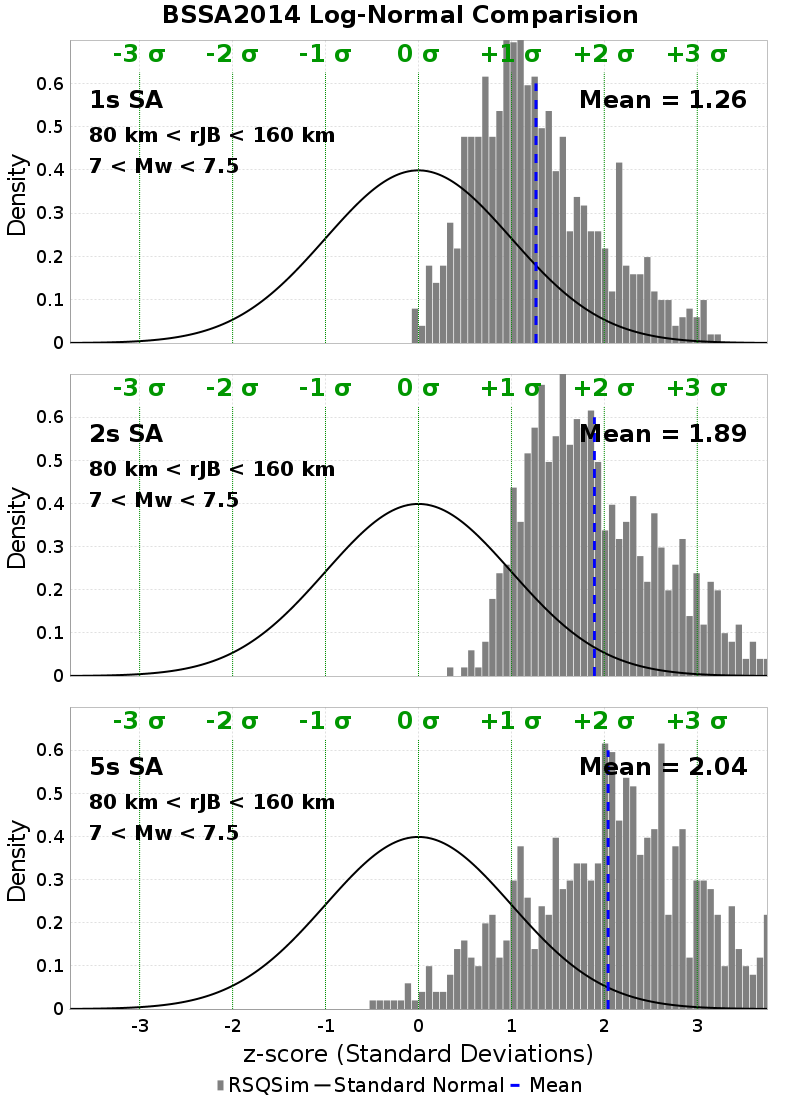 BSSA2014 Log-Normal Comparision
-3 σ -2 σ -1 σ 0 σ +1 σ +2 σ +3 σ
1s SA
Mean = 1.26
80 km < rJB < 160 km
7 < Mw < 7.5
Density
0.6
0.5
0.4
0.3
0.2
0.1
0
-3 σ -2 σ -1 σ 0 σ +1 σ +2 σ +3 σ
2s SA
Mean = 1.89
80 km < rJB < 160 km
7 < Mw < 7.5
Density
0.6
0.5
0.4
0.3
0.2
0.1
0
-3 σ -2 σ -1 σ 0 σ +1 σ +2 σ +3 σ
5s SA
Mean = 2.04
80 km < rJB < 160 km
7 < Mw < 7.5
Density
0.6
0.5
0.4
0.3
0.2
0.1
0
-3 -2 -1 0 1 2 3
z-score (Standard Deviations)
RSQSim Standard Normal Mean